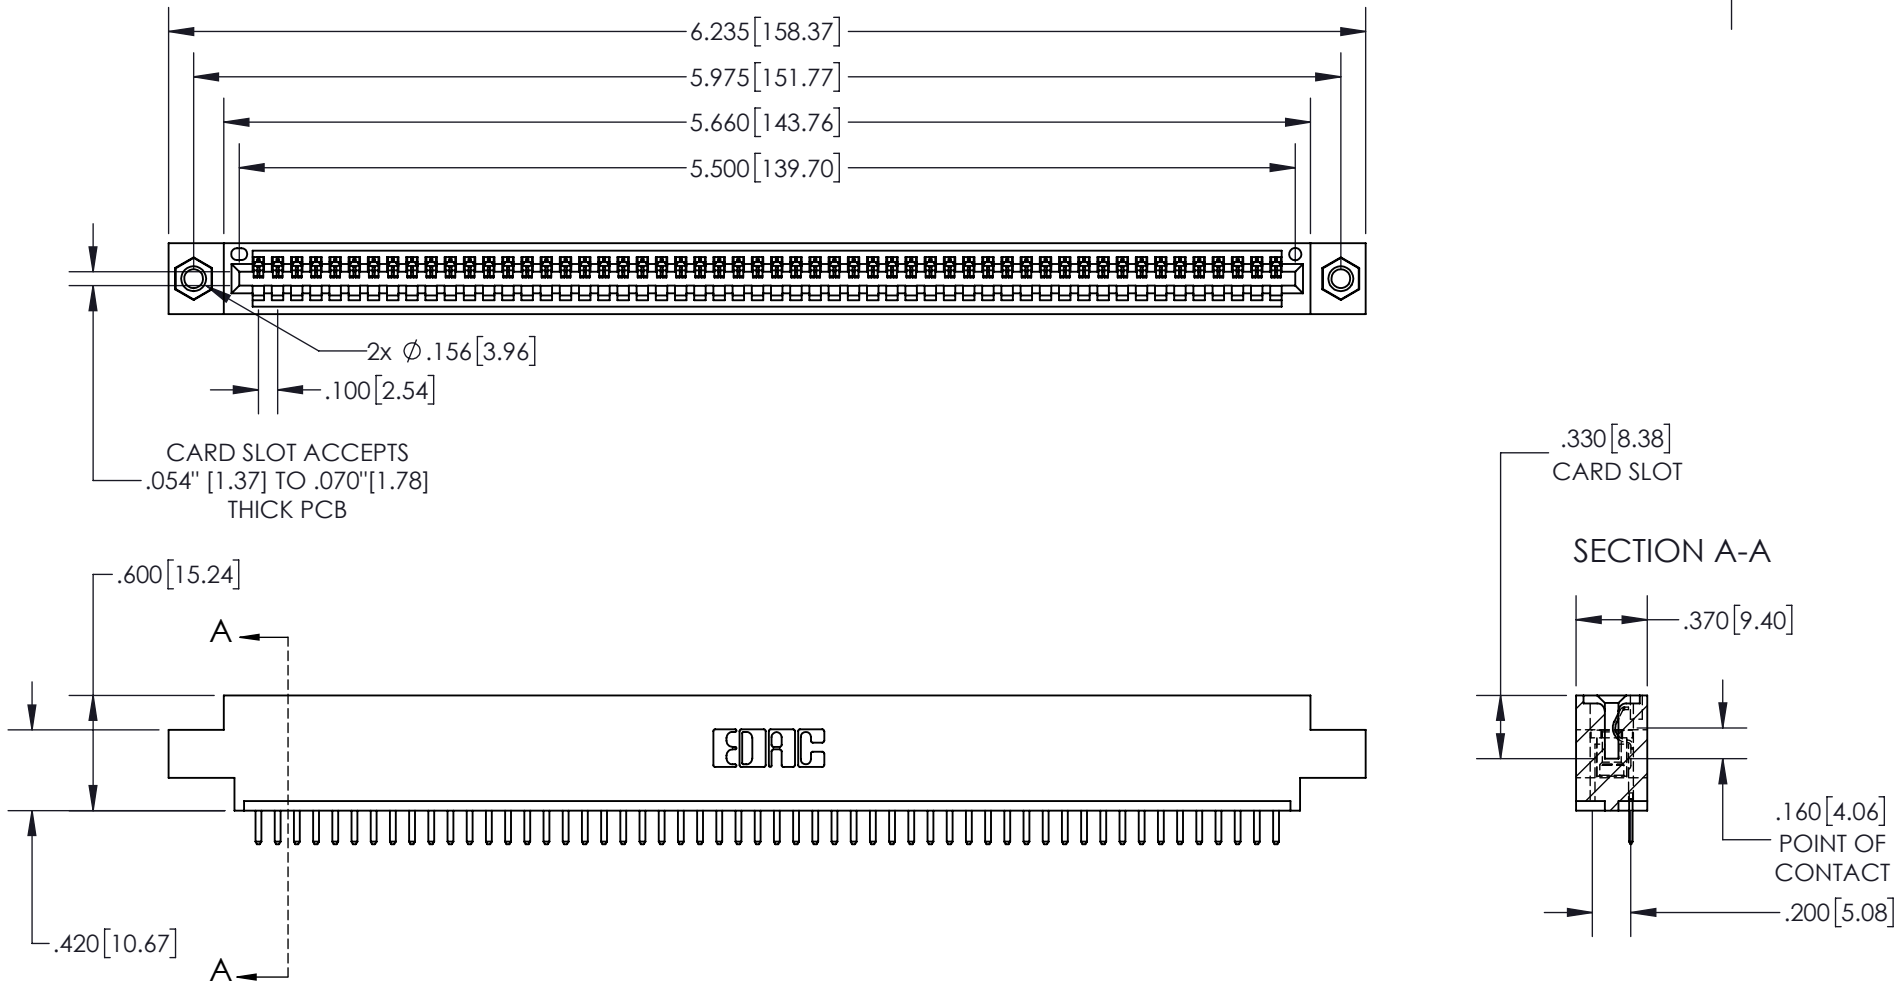 6.235[158.37]
5.975[151.77]
5.660[143.76]
5.500[139.70]
2x Ø.156[3.96]
.100[2.54]
CARD SLOT ACCEPTS
.054" [1.37] TO .070"[1.78]
THICK PCB
.330[8.38]
CARD SLOT
SECTION A-A
.600[15.24]
A
.370[9.40]
EDAC
.160[4.06]
POINT OF
CONTACT
.200[5.08]
.420[10.67]
A